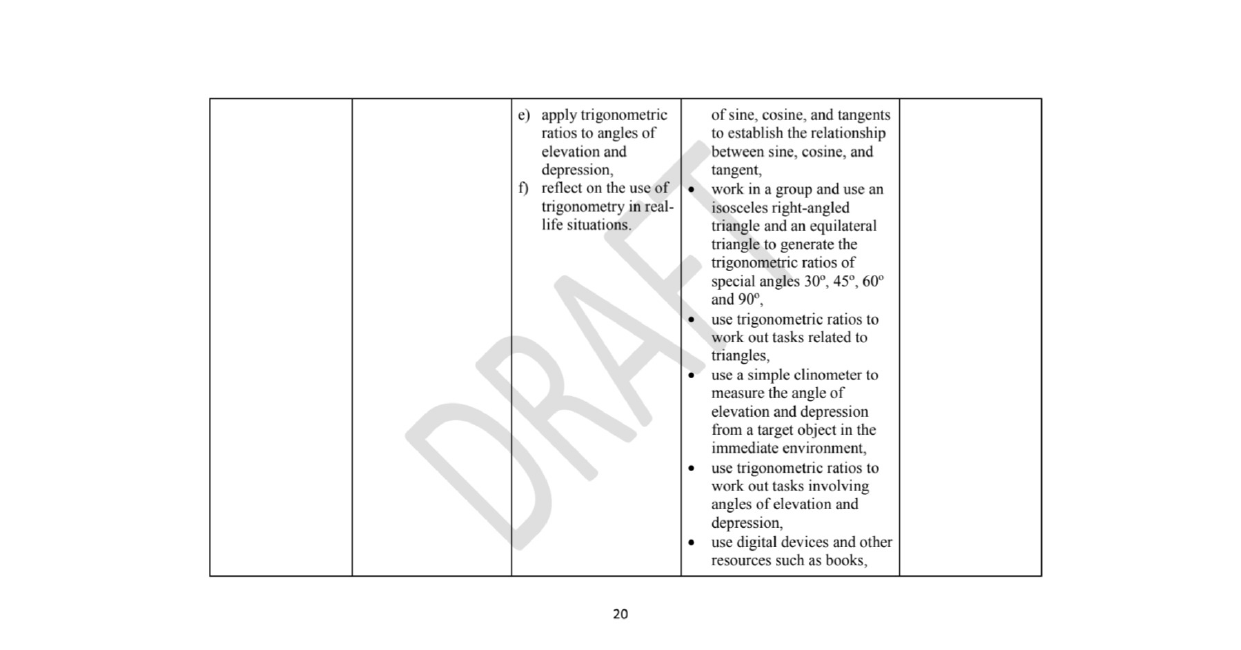 e) apply trigonometric
ratios to angles of
elevation and
depression,
f) reflect on the use of
trigonometry in real-
life situations.
of sine, cosine, and tangents
to establish the relationship
between sine, cosine, and
tangent,
• work in a group and use an
isosceles right-angled
triangle and an equilateral
triangle to generate the
trigonometric ratios of
special angles 30º, 45º, 60º
and 90º,
• use trigonometric ratios to
work out tasks related to
triangles,
• use a simple clinometer to
measure the angle of
elevation and depression
from a target object in the
immediate environment,
• use trigonometric ratios to
work out tasks involving
angles of elevation and
depression,
• use digital devices and other
resources such as books,
DRAFT
20